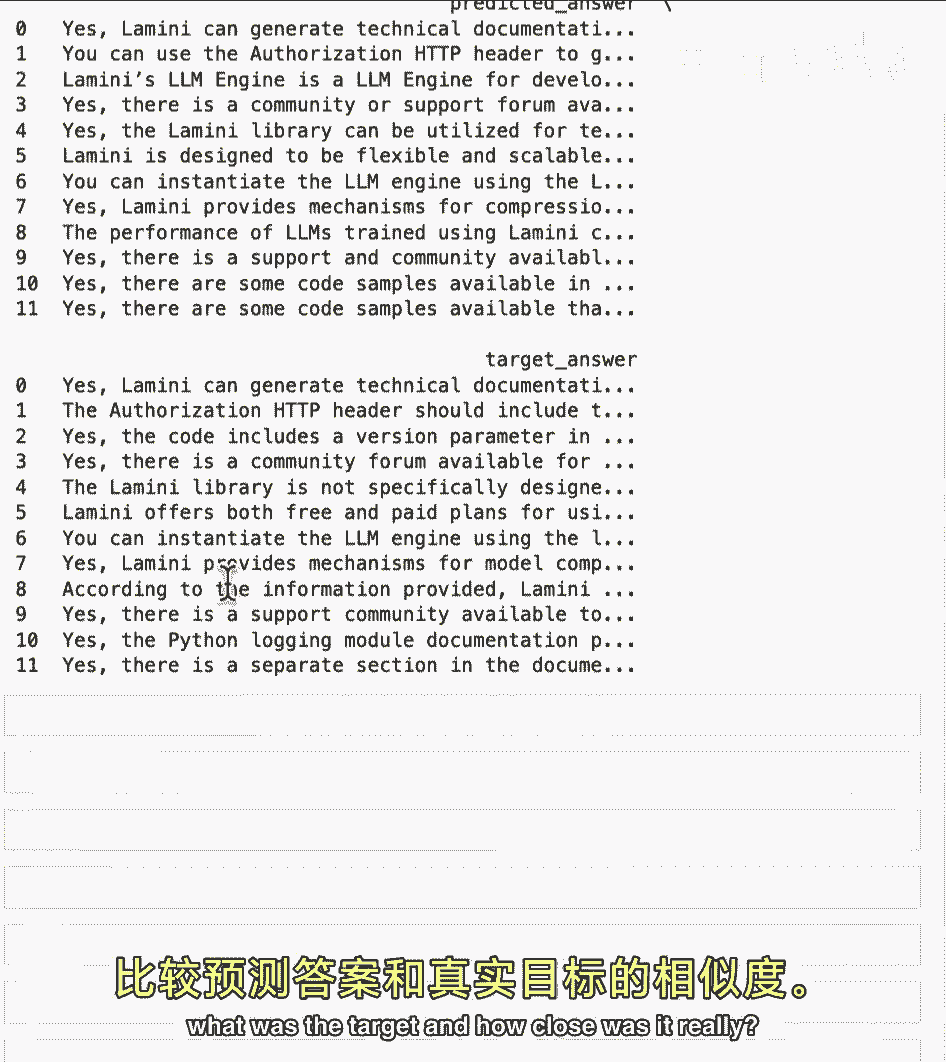 predicted_answer \
0 Yes, Lamini can generate technical documentati...
1 You can use the Authorization HTTP header to g...
2 Lamini's LLM Engine is a LLM Engine for develo...
3 Yes, there is a community or support forum ava...
4 Yes, the Lamini library can be utilized for te...
5 Lamini is designed to be flexible and scalable...
6 You can instantiate the LLM engine using the L...
7 Yes, Lamini provides mechanisms for compressio...
8 The performance of LLMs trained using Lamini c...
9 Yes, there is a support and community availabl...
10 Yes, there are some code samples available in ...
11 Yes, there are some code samples available tha...
target_answer
0 Yes, Lamini can generate technical documentati...
1 The Authorization HTTP header should include t...
2 Yes, the code includes a version parameter in ...
3 Yes, there is a community forum available for ...
4 The Lamini library is not specifically designe...
5 Lamini offers both free and paid plans for usi...
6 You can instantiate the LLM engine using the l...
7 Yes, Lamini provides mechanisms for model comp...
8 According to the information provided, Lamini ...
9 Yes, there is a support community available to...
10 Yes, the Python logging module documentation p...
11 Yes, there is a separate section in the docume...
比较预测答案和真实目标的相似度。
what was the target and how close was it really?